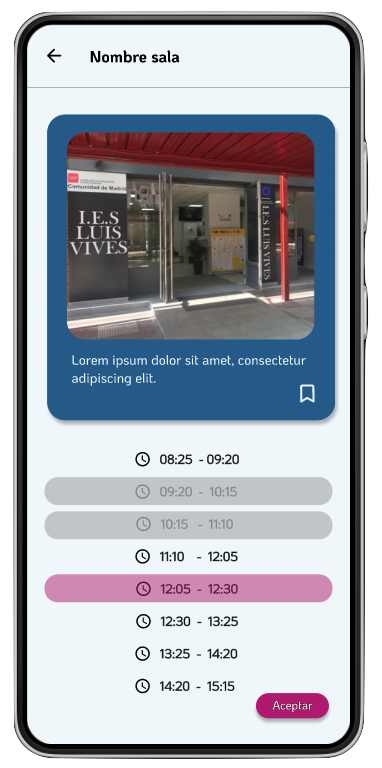 Nombre sala
Comunidad de Madrid
I.E.S
LUIS
VIVES
I.E.S LUIS VIVES
Lorem ipsum dolor sit amet, consectetur
adipiscing elit.
08:25 - 09:20
09:20 - 10:15
10:15 - 11:10
11:10 - 12:05
12:05 - 12:30
12:30 - 13:25
13:25 - 14:20
14:20 - 15:15
Aceptar